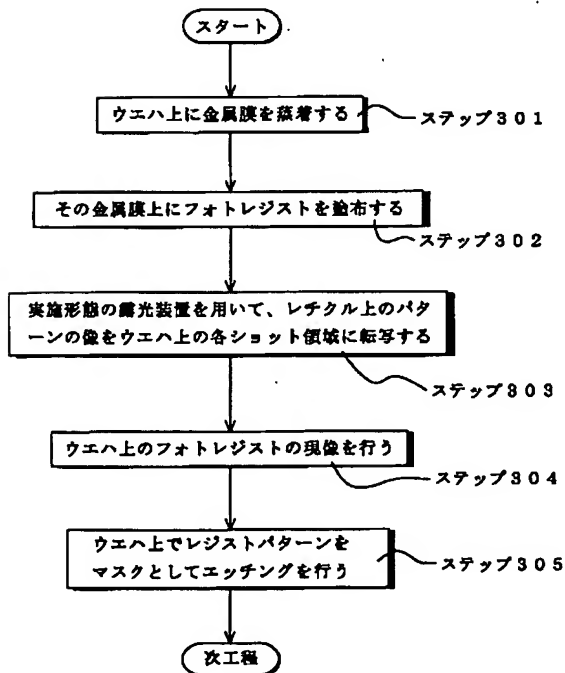 スタート
ウエハ上に金属膜を蒸着する
ステップ301
その金属膜上にフォトレジストを塗布する
ステップ302
実施形態の露光装置を用いて、レチクル上のパタ
ーンの像をウエハ上の各ショット領域に転写する
ステップ303
ウエハ上のフォトレジストの現像を行う
ステップ304
ウエハ上でレジストパターンを
マスクとしてエッチングを行う
ステップ305
次工程